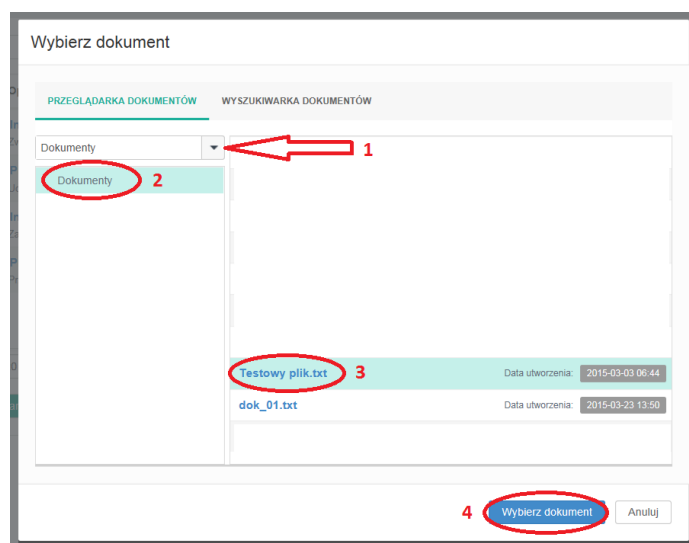 Wybierz dokument
PRZEGLĄDARKA DOKUMENTÓW WYSZUKIWARKA DOKUMENTÓW
Dokumenty
1
Dokumenty 2
Testowy plik.txt 3 Data utworzenia: 2015-03-03 06:44
dok_01.txt Data utworzenia: 2015-03-23 13:50
4 Wybierz dokument Anuluj